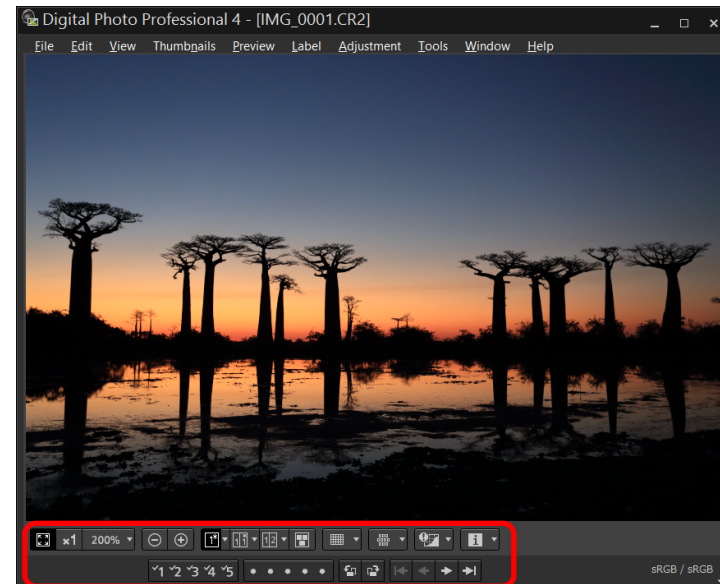 Digital Photo Professional 4 - [IMG_0001.CR2]
File Edit View Thumbnails Preview Label Adjustment Tools Window Help
x1 200%
1 2 3 4 5
sRGB / sRGB